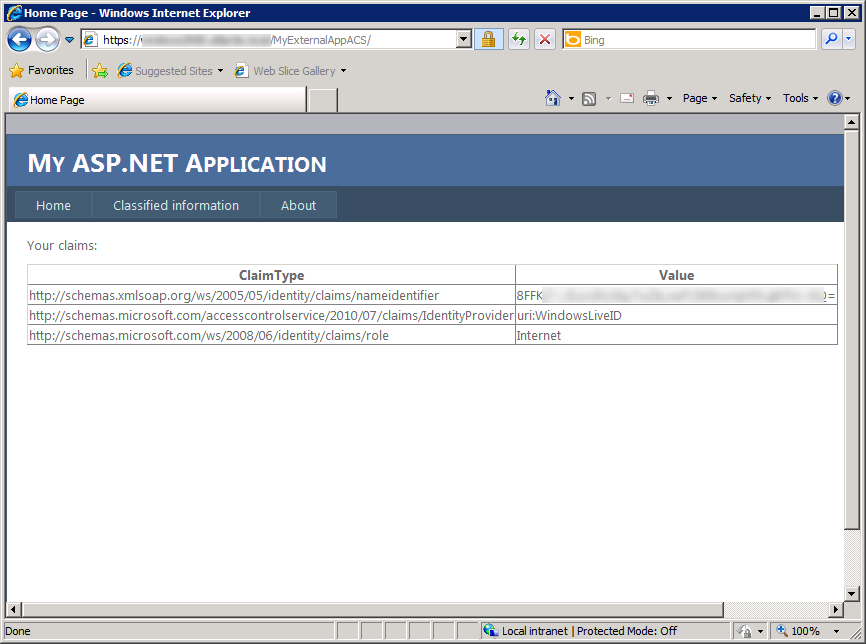 Home Page - Windows Internet Explorer
https:// /MyExternalAppACS/
Bing
Favorites Suggested Sites Web Slice Gallery
Home Page Page Safety Tools
My ASP.NET Application
Home Classified information About
Your claims:
ClaimType Value
http://schemas.xmlsoap.org/ws/2005/05/identity/claims/nameidentifier 8FFK =
http://schemas.microsoft.com/accesscontrolservice/2010/07/claims/IdentityProvider uri:WindowsLiveID
http://schemas.microsoft.com/ws/2008/06/identity/claims/role Internet
Done Local intranet | Protected Mode: Off 100%